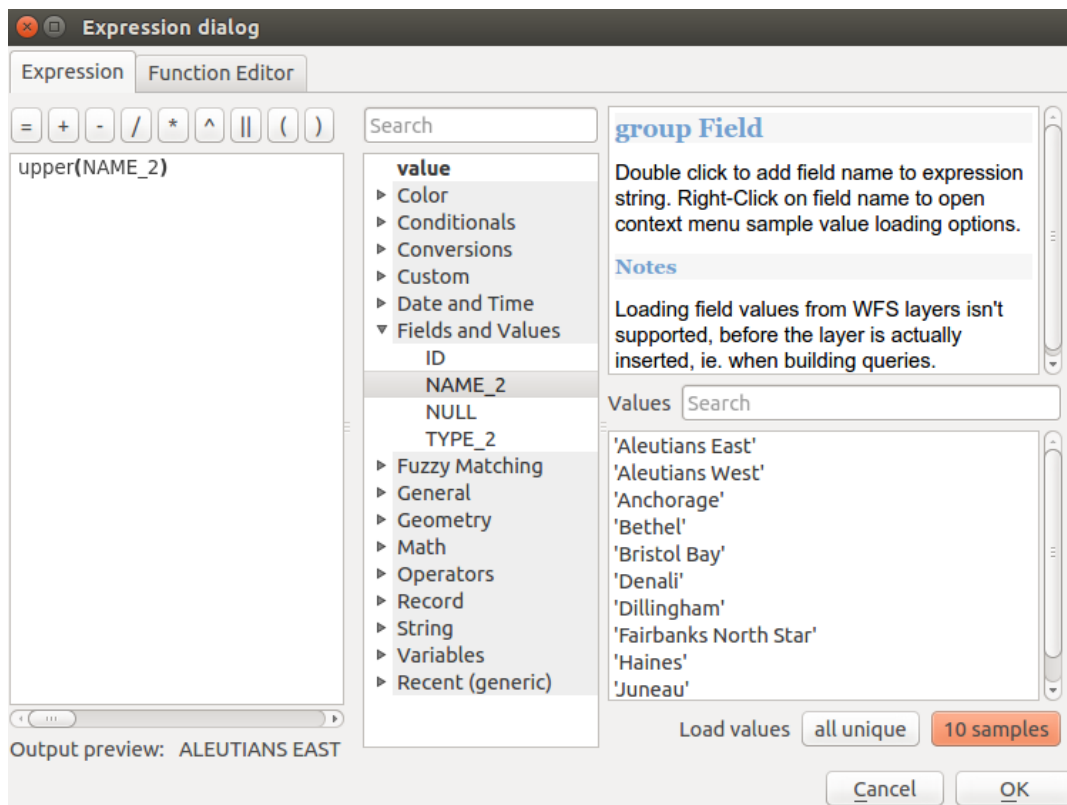 Expression dialog
Expression
Function Editor
= + - / * ^ || ( )
upper(NAME_2)
Output preview: ALEUTIANS EAST
Search
value
Color
Conditionals
Conversions
Custom
Date and Time
Fields and Values
ID
NAME_2
NULL
TYPE_2
Fuzzy Matching
General
Geometry
Math
Operators
Record
String
Variables
Recent (generic)
group Field
Double click to add field name to expression
string. Right-Click on field name to open
context menu sample value loading options.
Notes
Loading field values from WFS layers isn't
supported, before the layer is actually
inserted, ie. when building queries.
Values Search
'Aleutians East'
'Aleutians West'
'Anchorage'
'Bethel'
'Bristol Bay'
'Denali'
'Dillingham'
'Fairbanks North Star'
'Haines'
'Juneau'
Load values all unique 10 samples
Cancel OK